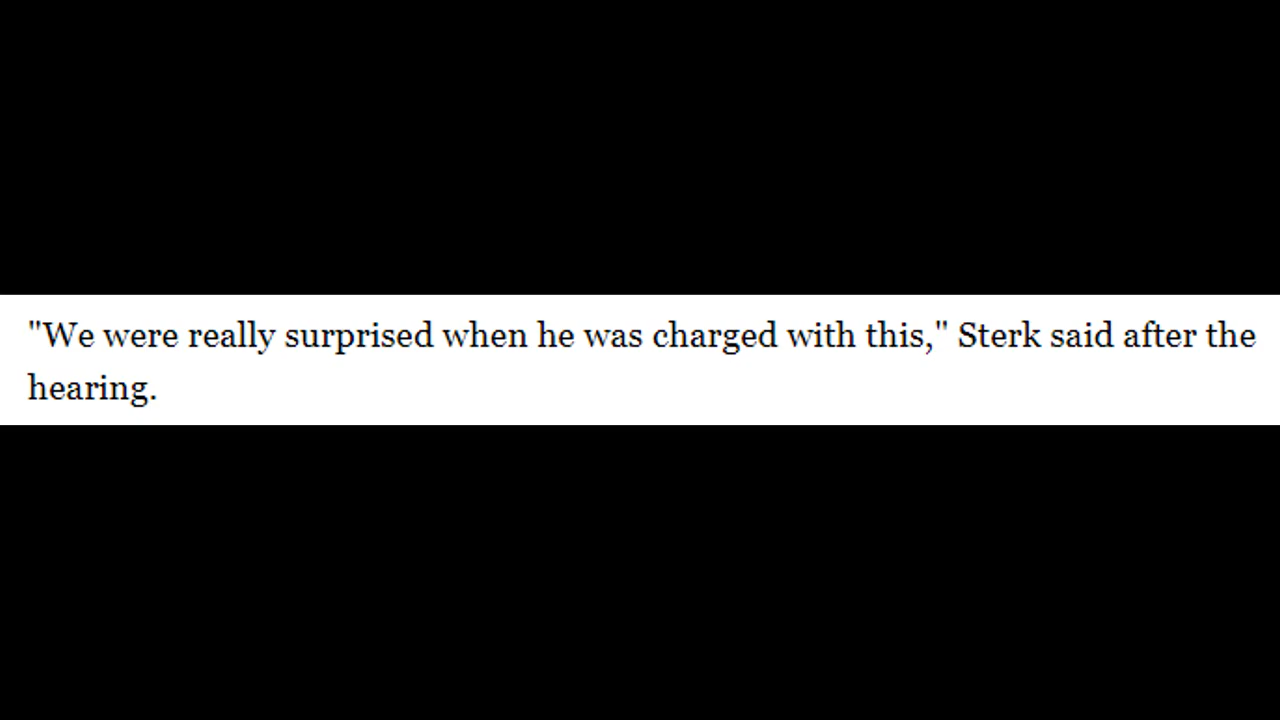 "We were really surprised when he was charged with this," Sterk said after the
hearing.